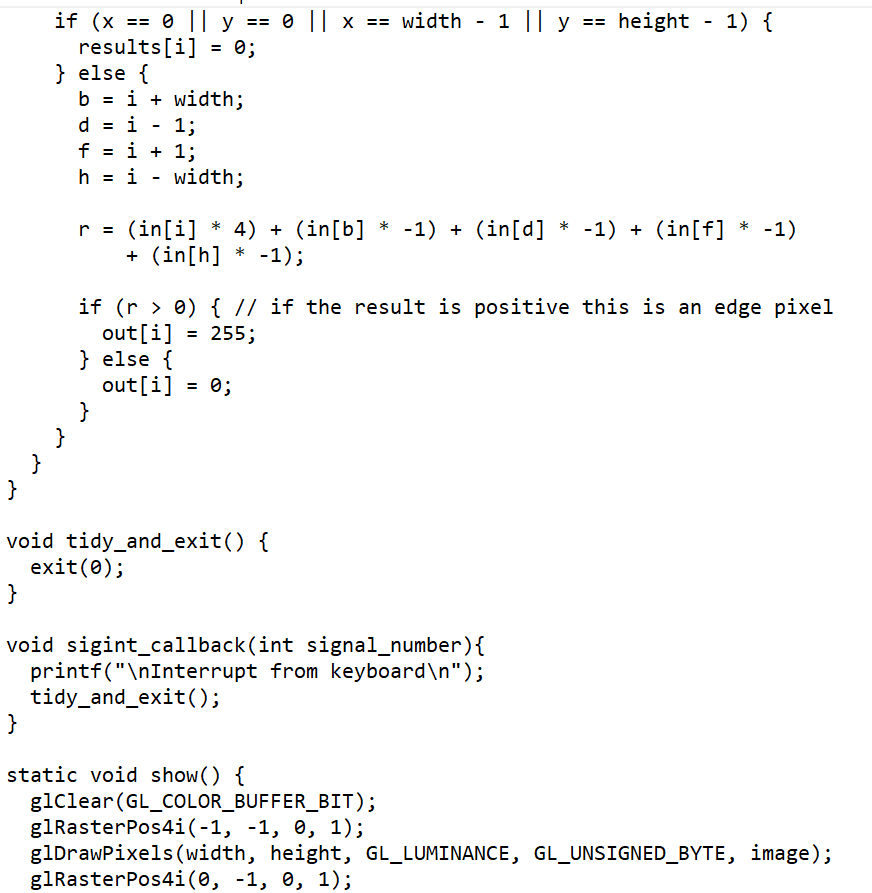 if (x == 0 || y == 0 || x == width - 1 || y == height - 1) {
      results[i] = 0;
    } else {
      b = i + width;
      d = i - 1;
      f = i + 1;
      h = i - width;

      r = (in[i] * 4) + (in[b] * -1) + (in[d] * -1) + (in[f] * -1)
          + (in[h] * -1);

      if (r > 0) { // if the result is positive this is an edge pixel
        out[i] = 255;
      } else {
        out[i] = 0;
      }
    }
  }
}

void tidy_and_exit() {
  exit(0);
}

void sigint_callback(int signal_number){
  printf("\nInterrupt from keyboard\n");
  tidy_and_exit();
}

static void show() {
  glClear(GL_COLOR_BUFFER_BIT);
  glRasterPos4i(-1, -1, 0, 1);
  glDrawPixels(width, height, GL_LUMINANCE, GL_UNSIGNED_BYTE, image);
  glRasterPos4i(0, -1, 0, 1);